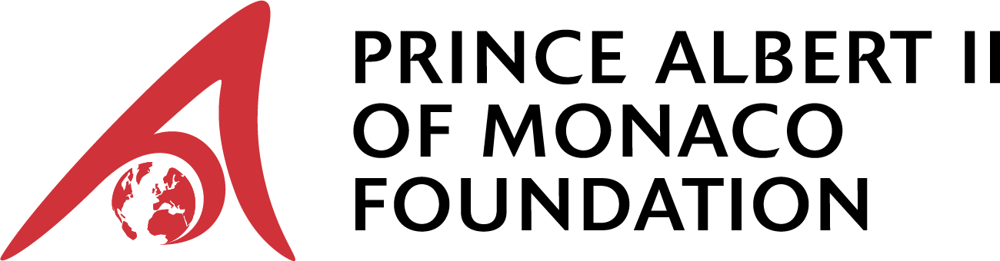 PRINCE ALBERT II
OF MONACO
FOUNDATION